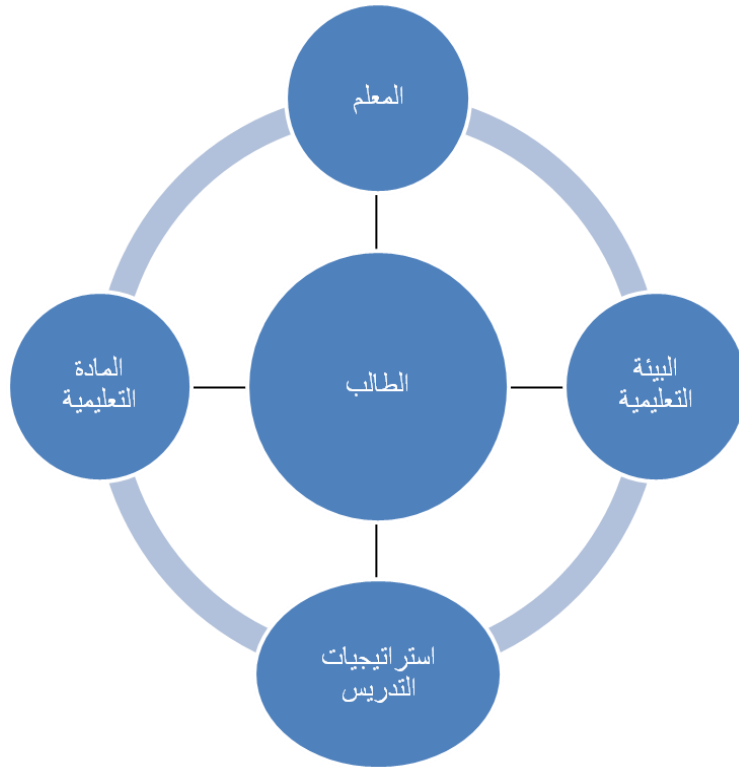 المعلم
البيئة
التعليمية
الطالب
المادة
التعليمية
استراتيجيات
التدريس